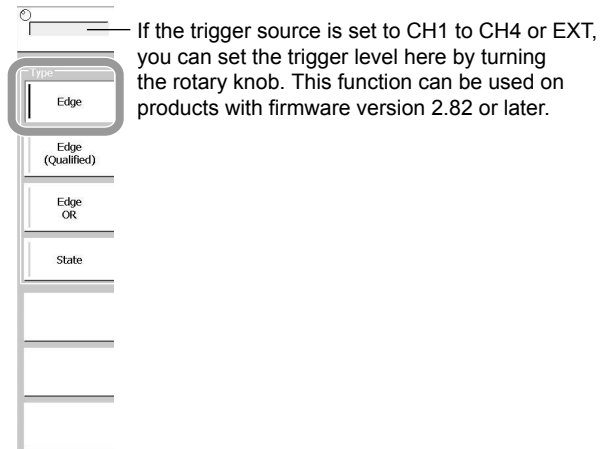 If the trigger source is set to CH1 to CH4 or EXT,
you can set the trigger level here by turning
the rotary knob. This function can be used on
products with firmware version 2.82 or later.
Type
Edge
Edge
(Qualified)
Edge
OR
State